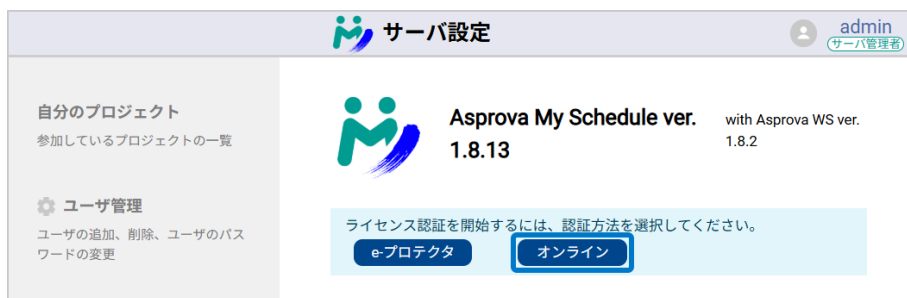 サーバ設定
admin
サーバ管理者
自分のプロジェクト
参加しているプロジェクトの一覧
ユーザ管理
ユーザの追加、削除、ユーザのパス
ワードの変更
Asprova My Schedule ver.
1.8.13
with Asprova WS ver.
1.8.2
ライセンス認証を開始するには、認証方法を選択してください。
e-プロテクタ
オンライン